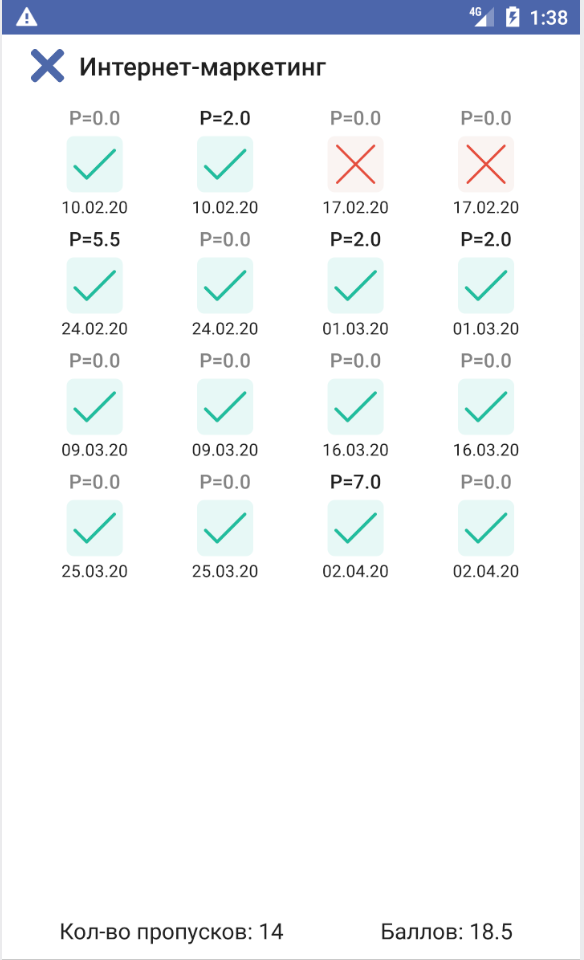 4G 1:38
Интернет-маркетинг
P=0.0 P=2.0 P=0.0 P=0.0
10.02.20 10.02.20 17.02.20 17.02.20
P=5.5 P=0.0 P=2.0 P=2.0
24.02.20 24.02.20 01.03.20 01.03.20
P=0.0 P=0.0 P=0.0 P=0.0
09.03.20 09.03.20 16.03.20 16.03.20
P=0.0 P=0.0 P=7.0 P=0.0
25.03.20 25.03.20 02.04.20 02.04.20
Кол-во пропусков: 14 Баллов: 18.5